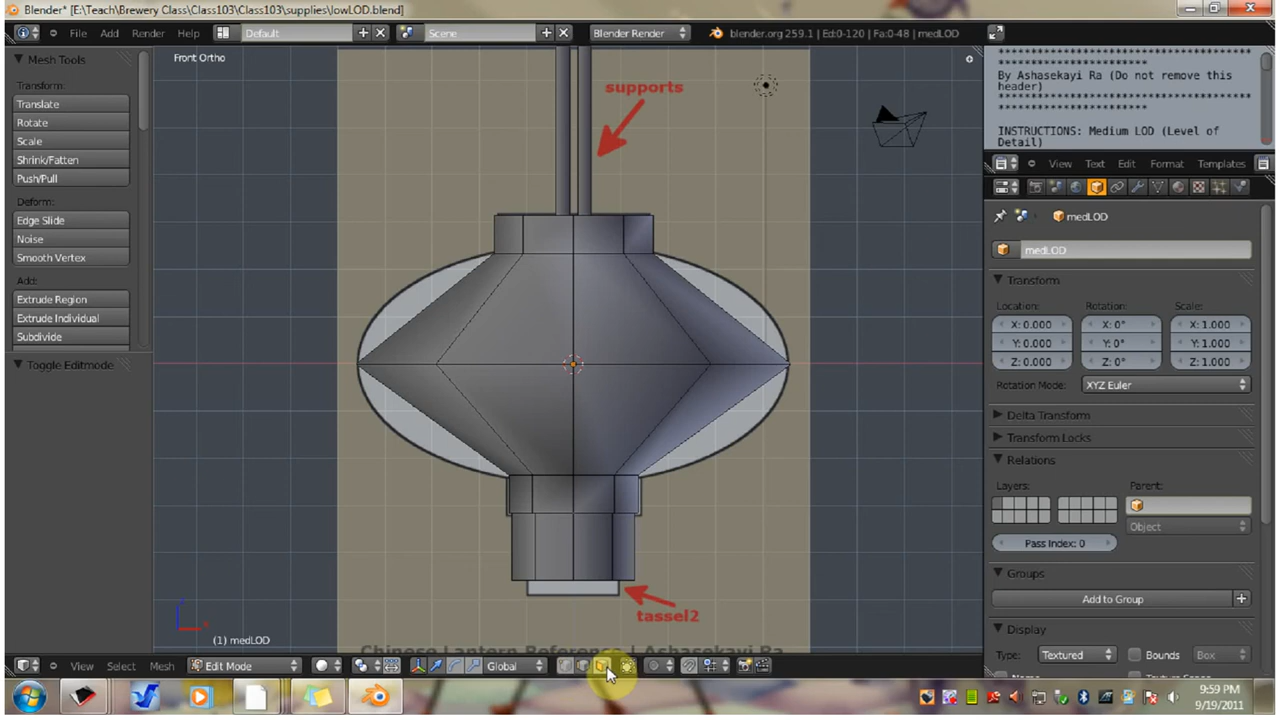 Blender* [E:\Teach\Brewery Class\Class103\Class103\supplies\lowLOD.blend]
File Add Render Help Default Scene Blender Render blender.org 259.1 | Ed:0-120 | Fa:0-48 | medLOD
Mesh Tools
Transform:
Translate
Rotate
Scale
Shrink/Fatten
Push/Pull
Deform:
Edge Slide
Noise
Smooth Vertex
Add:
Extrude Region
Extrude Individual
Subdivide
Toggle Editmode
Front Ortho
supports
tassel2
Chinese Lantern Reference | Ashasekayi Ra
(1) medLOD
View Select Mesh Edit Mode Global
By Ashasekayi Ra (Do not remove this
header)
INSTRUCTIONS: Medium LOD (Level of
Detail)
View Text Edit Format Templates
medLOD
medLOD
Transform
Location: Rotation: Scale:
X: 0.000 X: 0° X: 1.000
Y: 0.000 Y: 0° Y: 1.000
Z: 0.000 Z: 0° Z: 1.000
Rotation Mode: XYZ Euler
Delta Transform
Transform Locks
Relations
Layers: Parent:
Object
Pass Index: 0
Groups
Add to Group
Display
Type: Textured Bounds Box
9:59 PM
9/19/2011